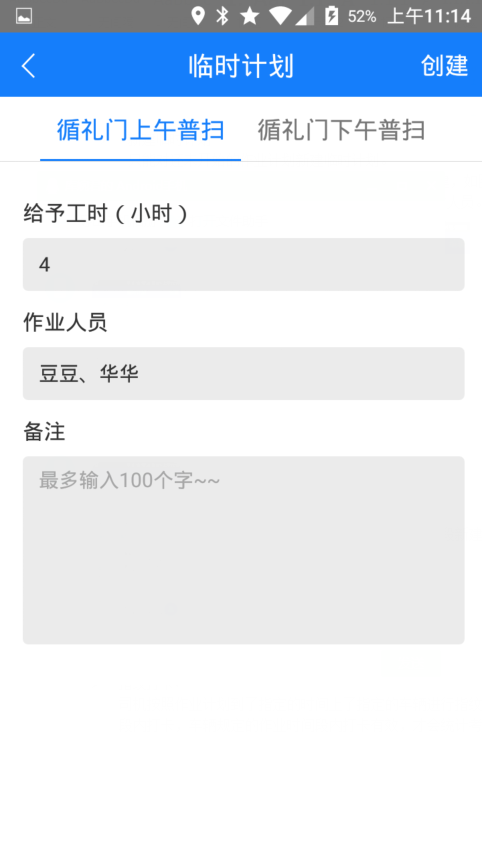 52% 上午11:14
临时计划 创建
循礼门上午普扫 循礼门下午普扫
给予工时（小时）
4
作业人员
豆豆、华华
备注
最多输入100个字~~